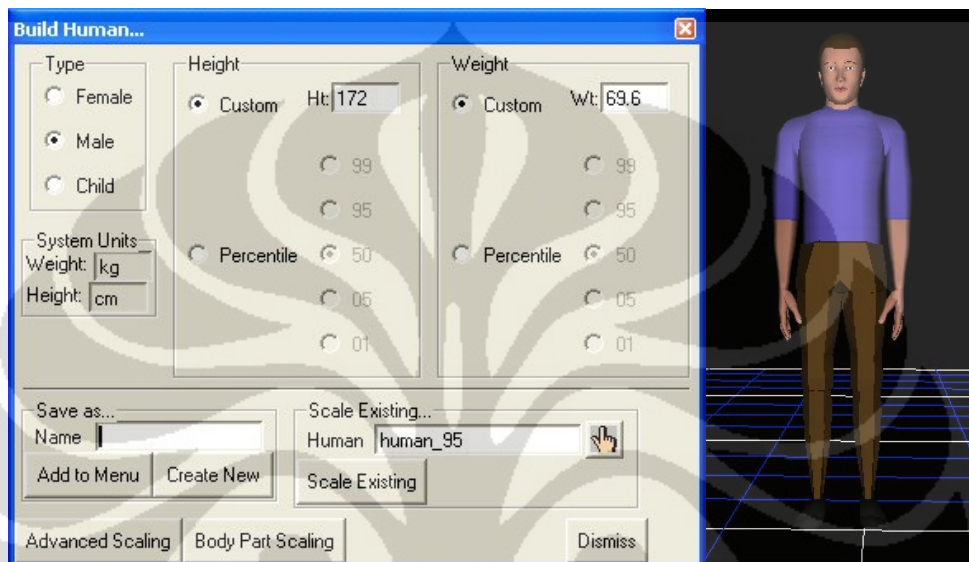 Build Human...
Type
Female
Male
Child
System Units
Weight: kg
Height: cm
Height
Custom Ht: 172
99
95
Percentile 50
05
01
Weight
Custom Wt: 69.6
99
95
Percentile 50
05
01
Save as...
Name
Add to Menu Create New
Scale Existing...
Human human_95
Scale Existing
Advanced Scaling Body Part Scaling Dismiss